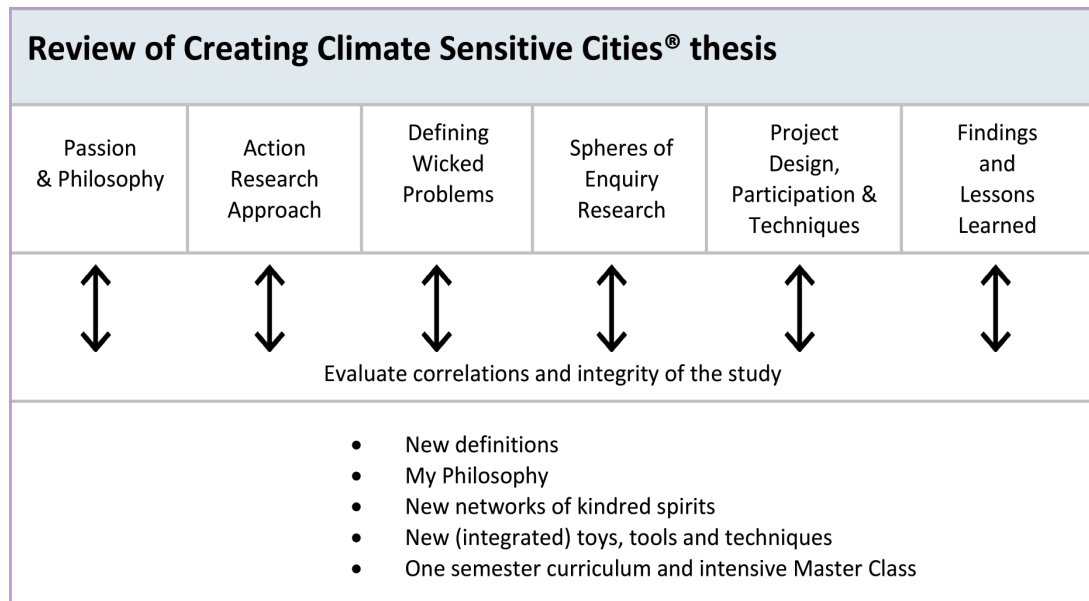 Review of Creating Climate Sensitive Cities® thesis
Passion
& Philosophy
Action
Research
Approach
Defining
Wicked
Problems
Spheres of
Enquiry
Research
Project
Design,
Participation &
Techniques
Findings
and
Lessons
Learned
Evaluate correlations and integrity of the study
• New definitions
• My Philosophy
• New networks of kindred spirits
• New (integrated) toys, tools and techniques
• One semester curriculum and intensive Master Class